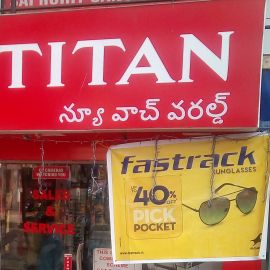 TITAN
న్యూ వాచ్ వరల్డ్
fastrack
SUNGLASSES
40%
OFF
PICK
POCKET
SALES
&
SERVICE